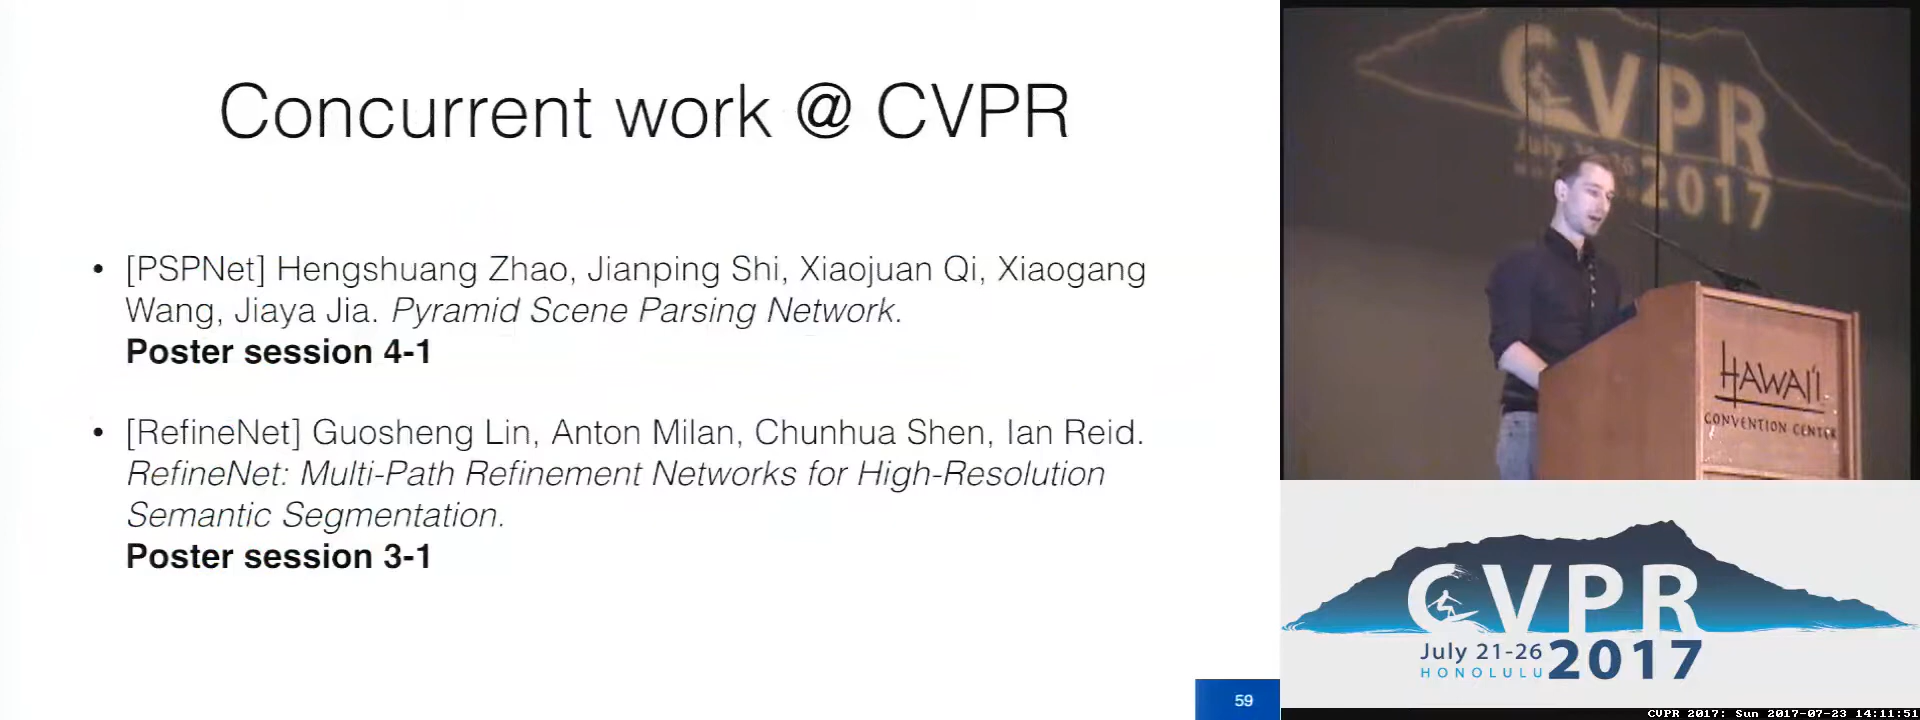 Concurrent work @ CVPR
• [PSPNet] Hengshuang Zhao, Jianping Shi, Xiaojuan Qi, Xiaogang
Wang, Jiaya Jia. Pyramid Scene Parsing Network.
Poster session 4-1
• [RefineNet] Guosheng Lin, Anton Milan, Chunhua Shen, Ian Reid.
RefineNet: Multi-Path Refinement Networks for High-Resolution
Semantic Segmentation.
Poster session 3-1
59
CVPR
July
2017
HAWAI'I
CONVENTION CENTER
CVPR
July 21-26
HONOLULU
2017
CVPR 2017: Sun 2017-07-23 14:11:51